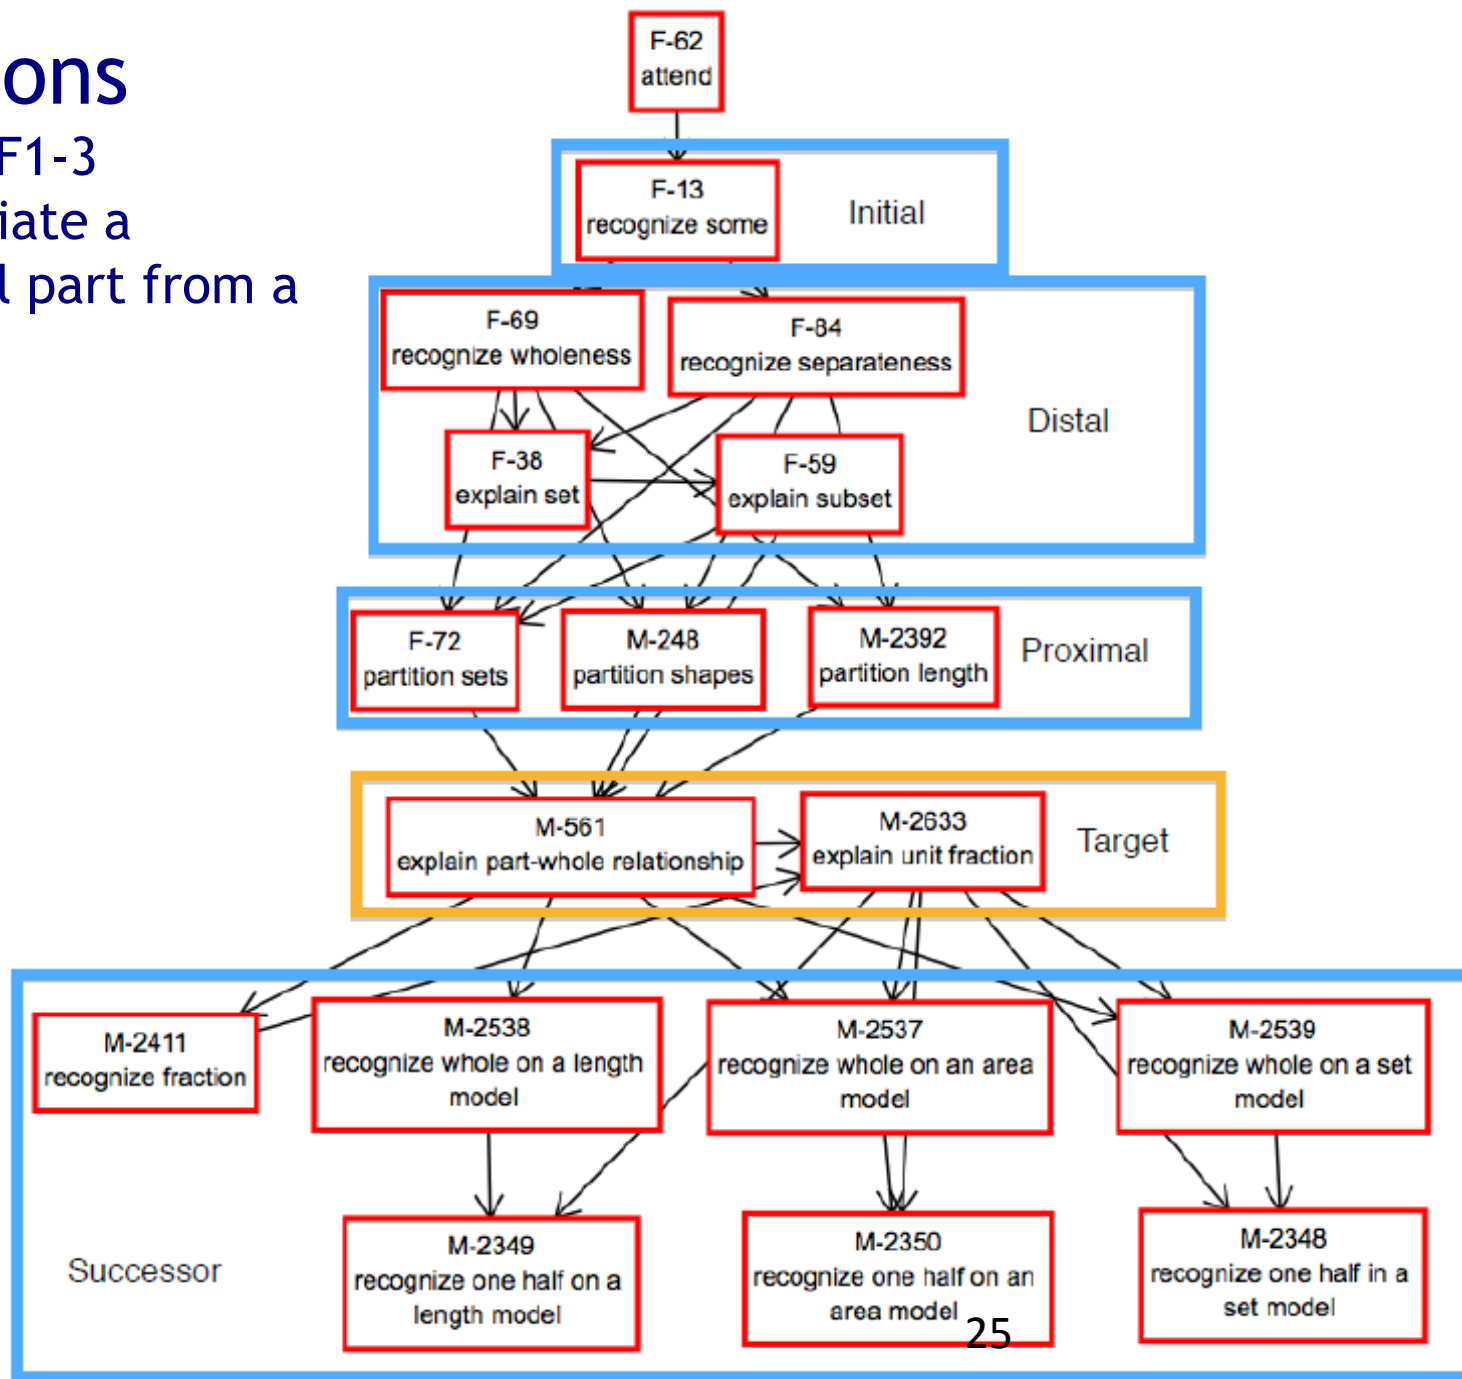 ons
F1-3
iate a
l part from a
F-62
attend
F-13
recognize some
Initial
F-69
recognize wholeness
F-84
recognize separateness
Distal
F-38
explain set
F-59
explain subset
F-72
partition sets
M-248
partition shapes
M-2392
partition length
Proximal
M-561
explain part-whole relationship
M-2633
explain unit fraction
Target
M-2411
recognize fraction
M-2538
recognize whole on a length
model
M-2537
recognize whole on an area
model
M-2539
recognize whole on a set
model
Successor
M-2349
recognize one half on a
length model
M-2350
recognize one half on an
area model
M-2348
recognize one half in a
set model
25